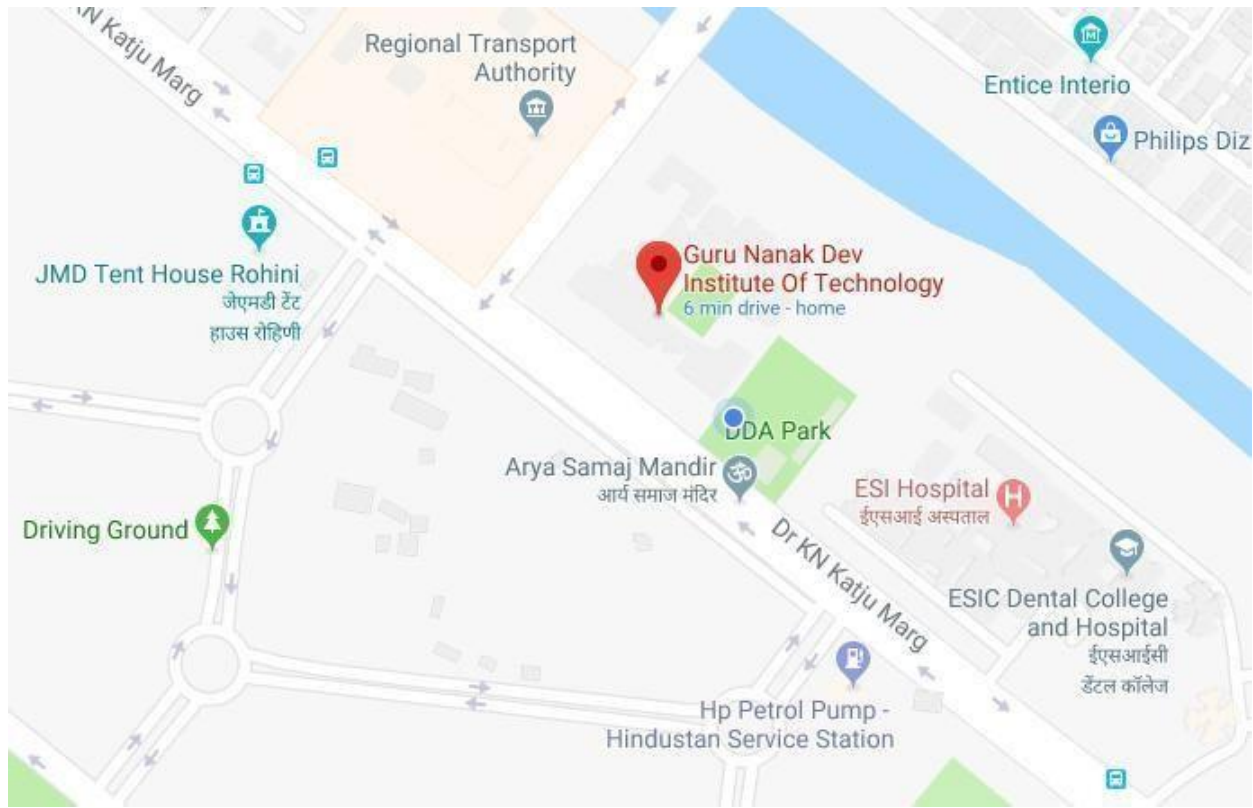 KN Katju Marg
Regional Transport
Authority
Entice Interio
Philips Diz
JMD Tent House Rohini
जेएमडी टेंट
हाउस रोहिणी
Guru Nanak Dev
Institute Of Technology
6 min drive - home
DDA Park
Arya Samaj Mandir
आर्य समाज मंदिर
ESI Hospital
ईएसआई अस्पताल
Driving Ground
Dr KN Katju Marg
ESIC Dental College
and Hospital
ईएसआईसी
डेंटल कॉलेज
Hp Petrol Pump -
Hindustan Service Station